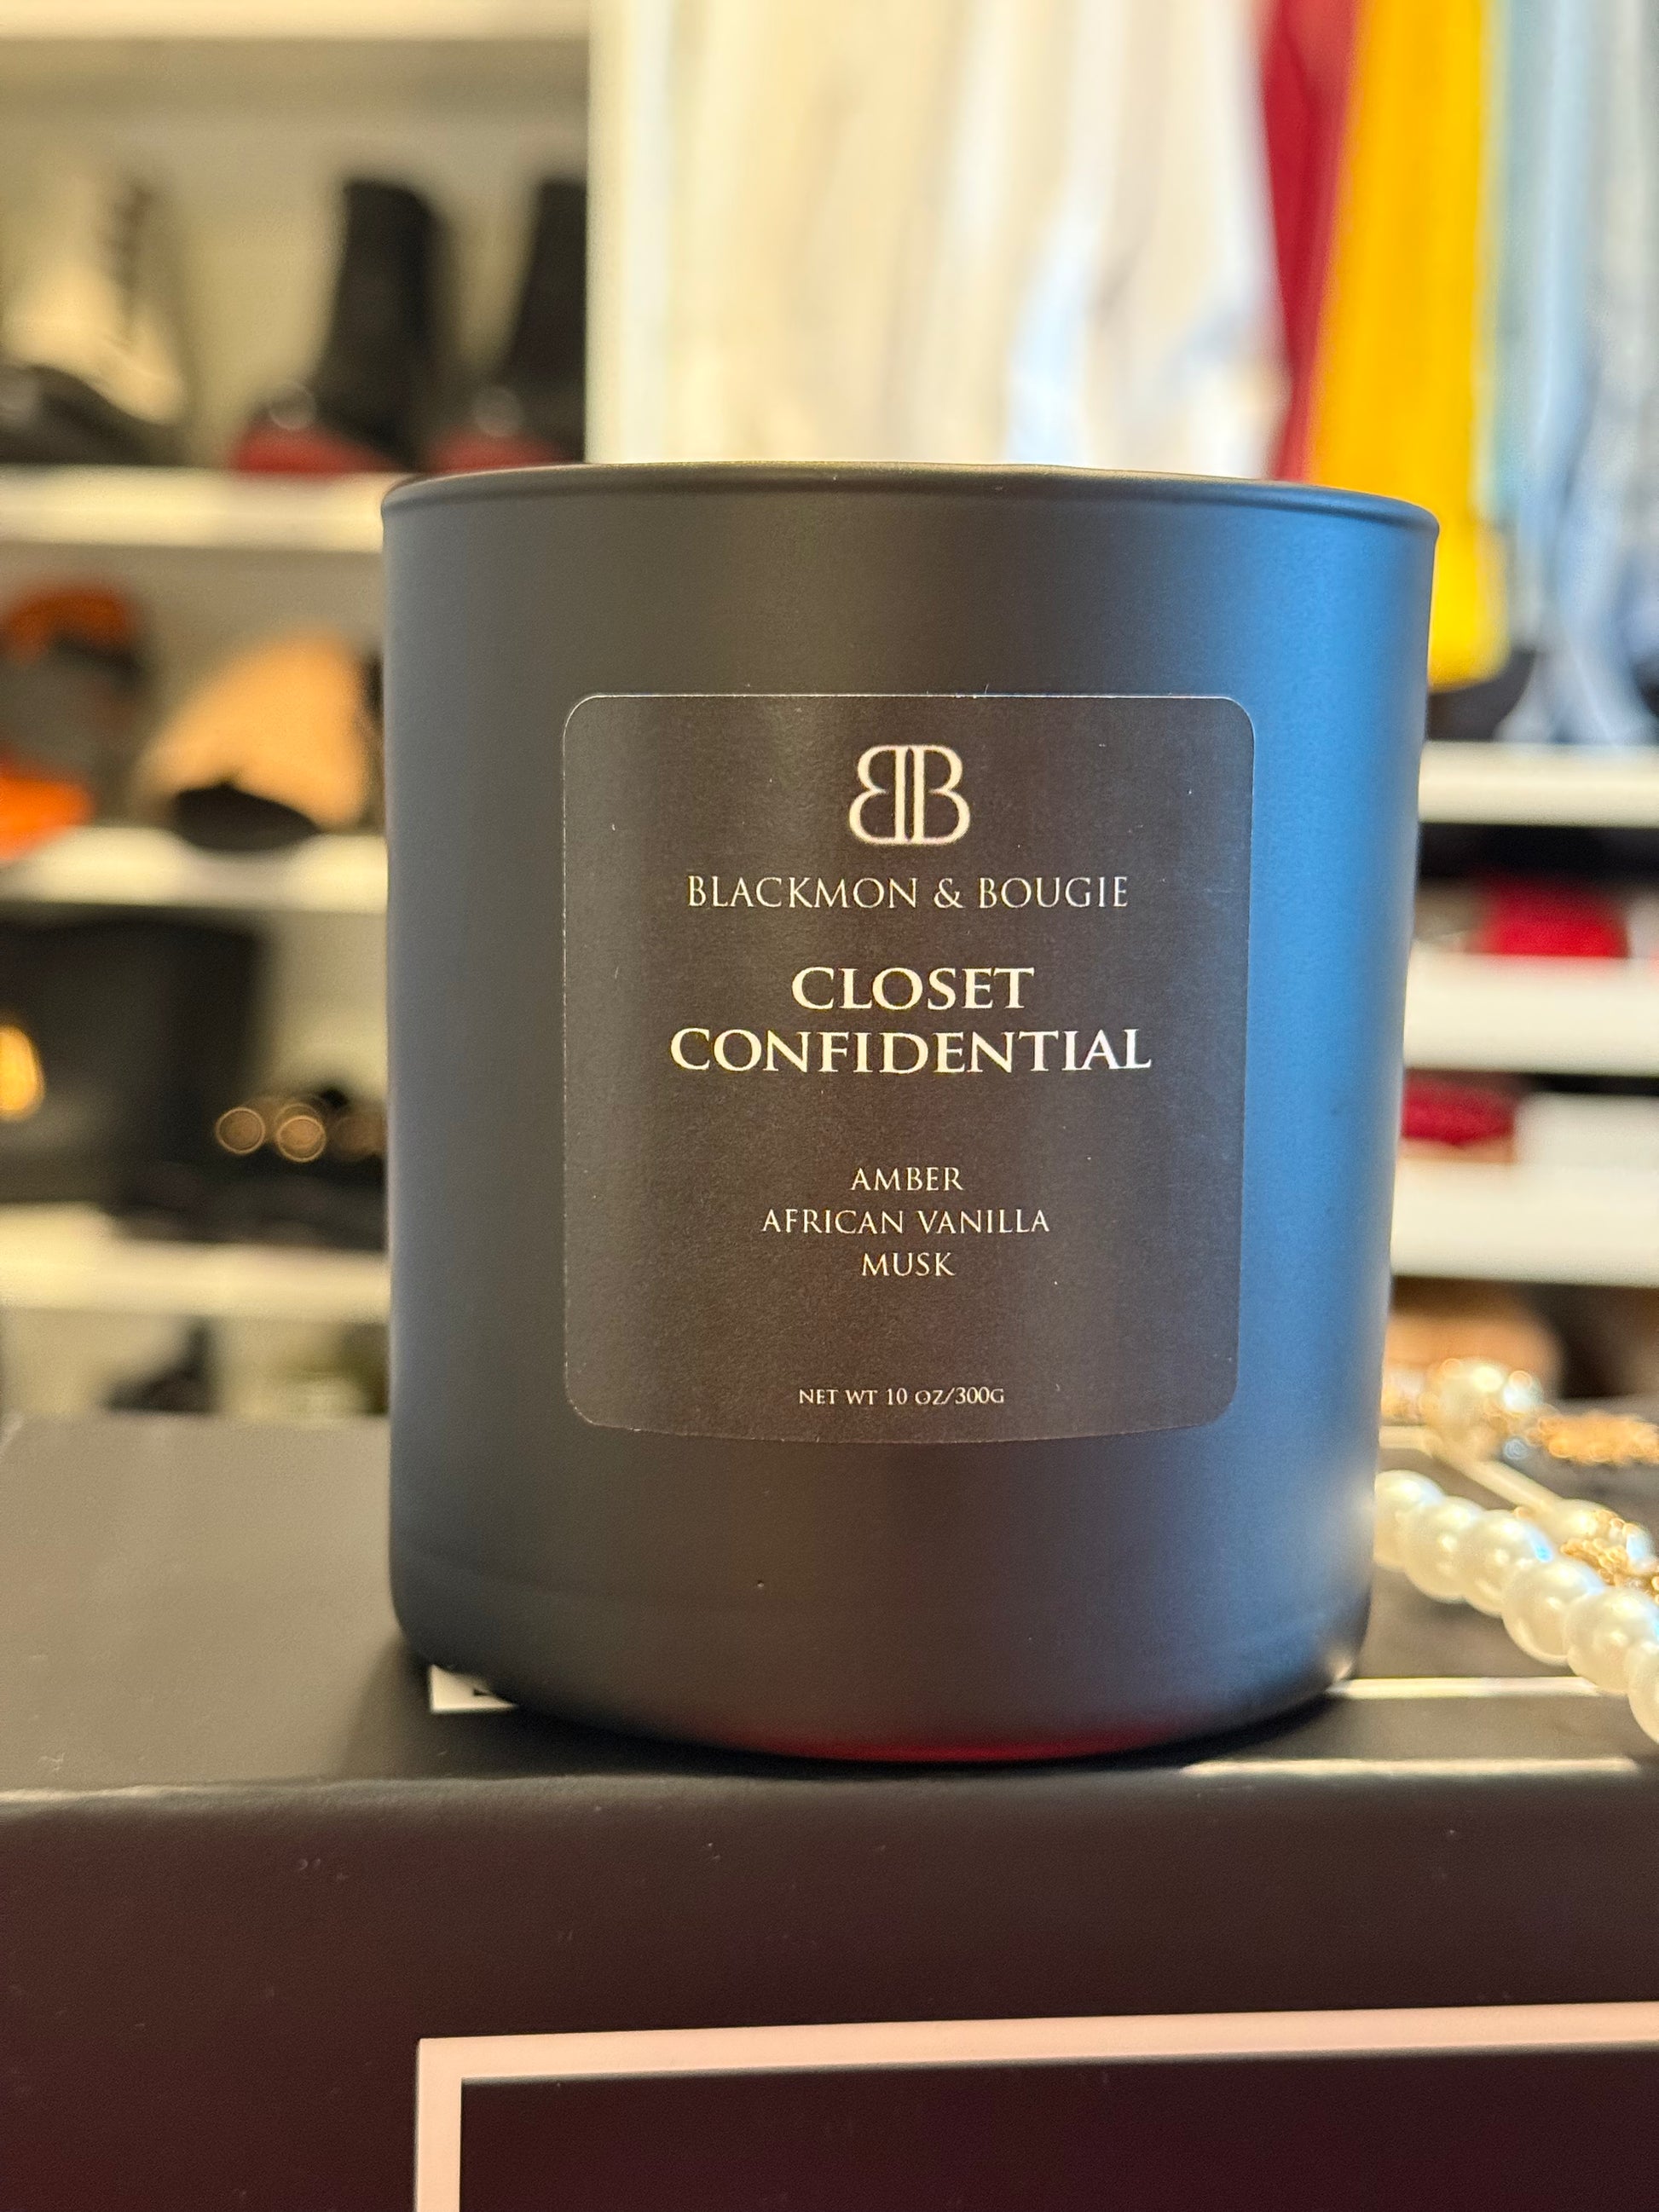 BB
BLACKMON & BOUGIE
CLOSET
CONFIDENTIAL
AMBER
AFRICAN VANILLA
MUSK
NET WT 10 OZ/300G